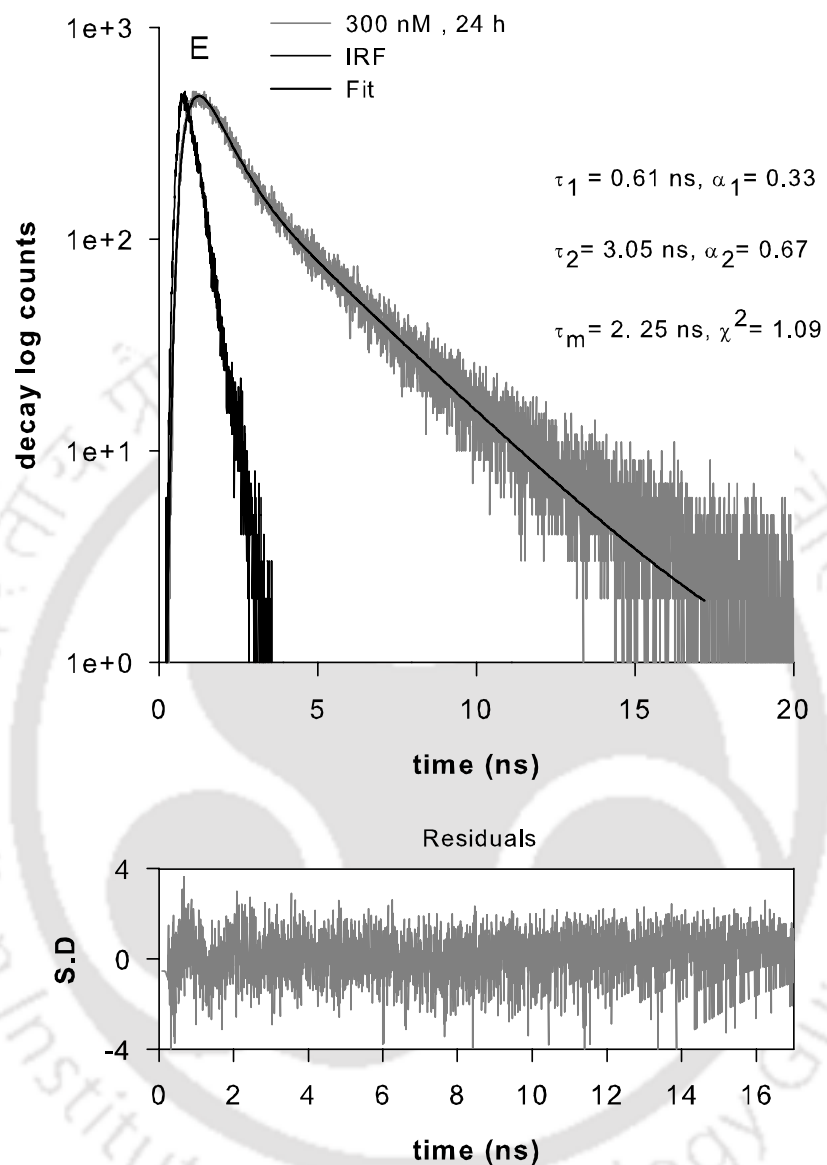 1e+3
E
300 nM , 24 h
IRF
Fit
τ1 = 0.61 ns, α1= 0.33
1e+2
τ2= 3.05 ns, α2= 0.67
τm= 2. 25 ns, χ2= 1.09
decay log counts
1e+1
1e+0
0 5 10 15 20
time (ns)
Residuals
4
0
-4
S.D
0 2 4 6 8 10 12 14 16
time (ns)